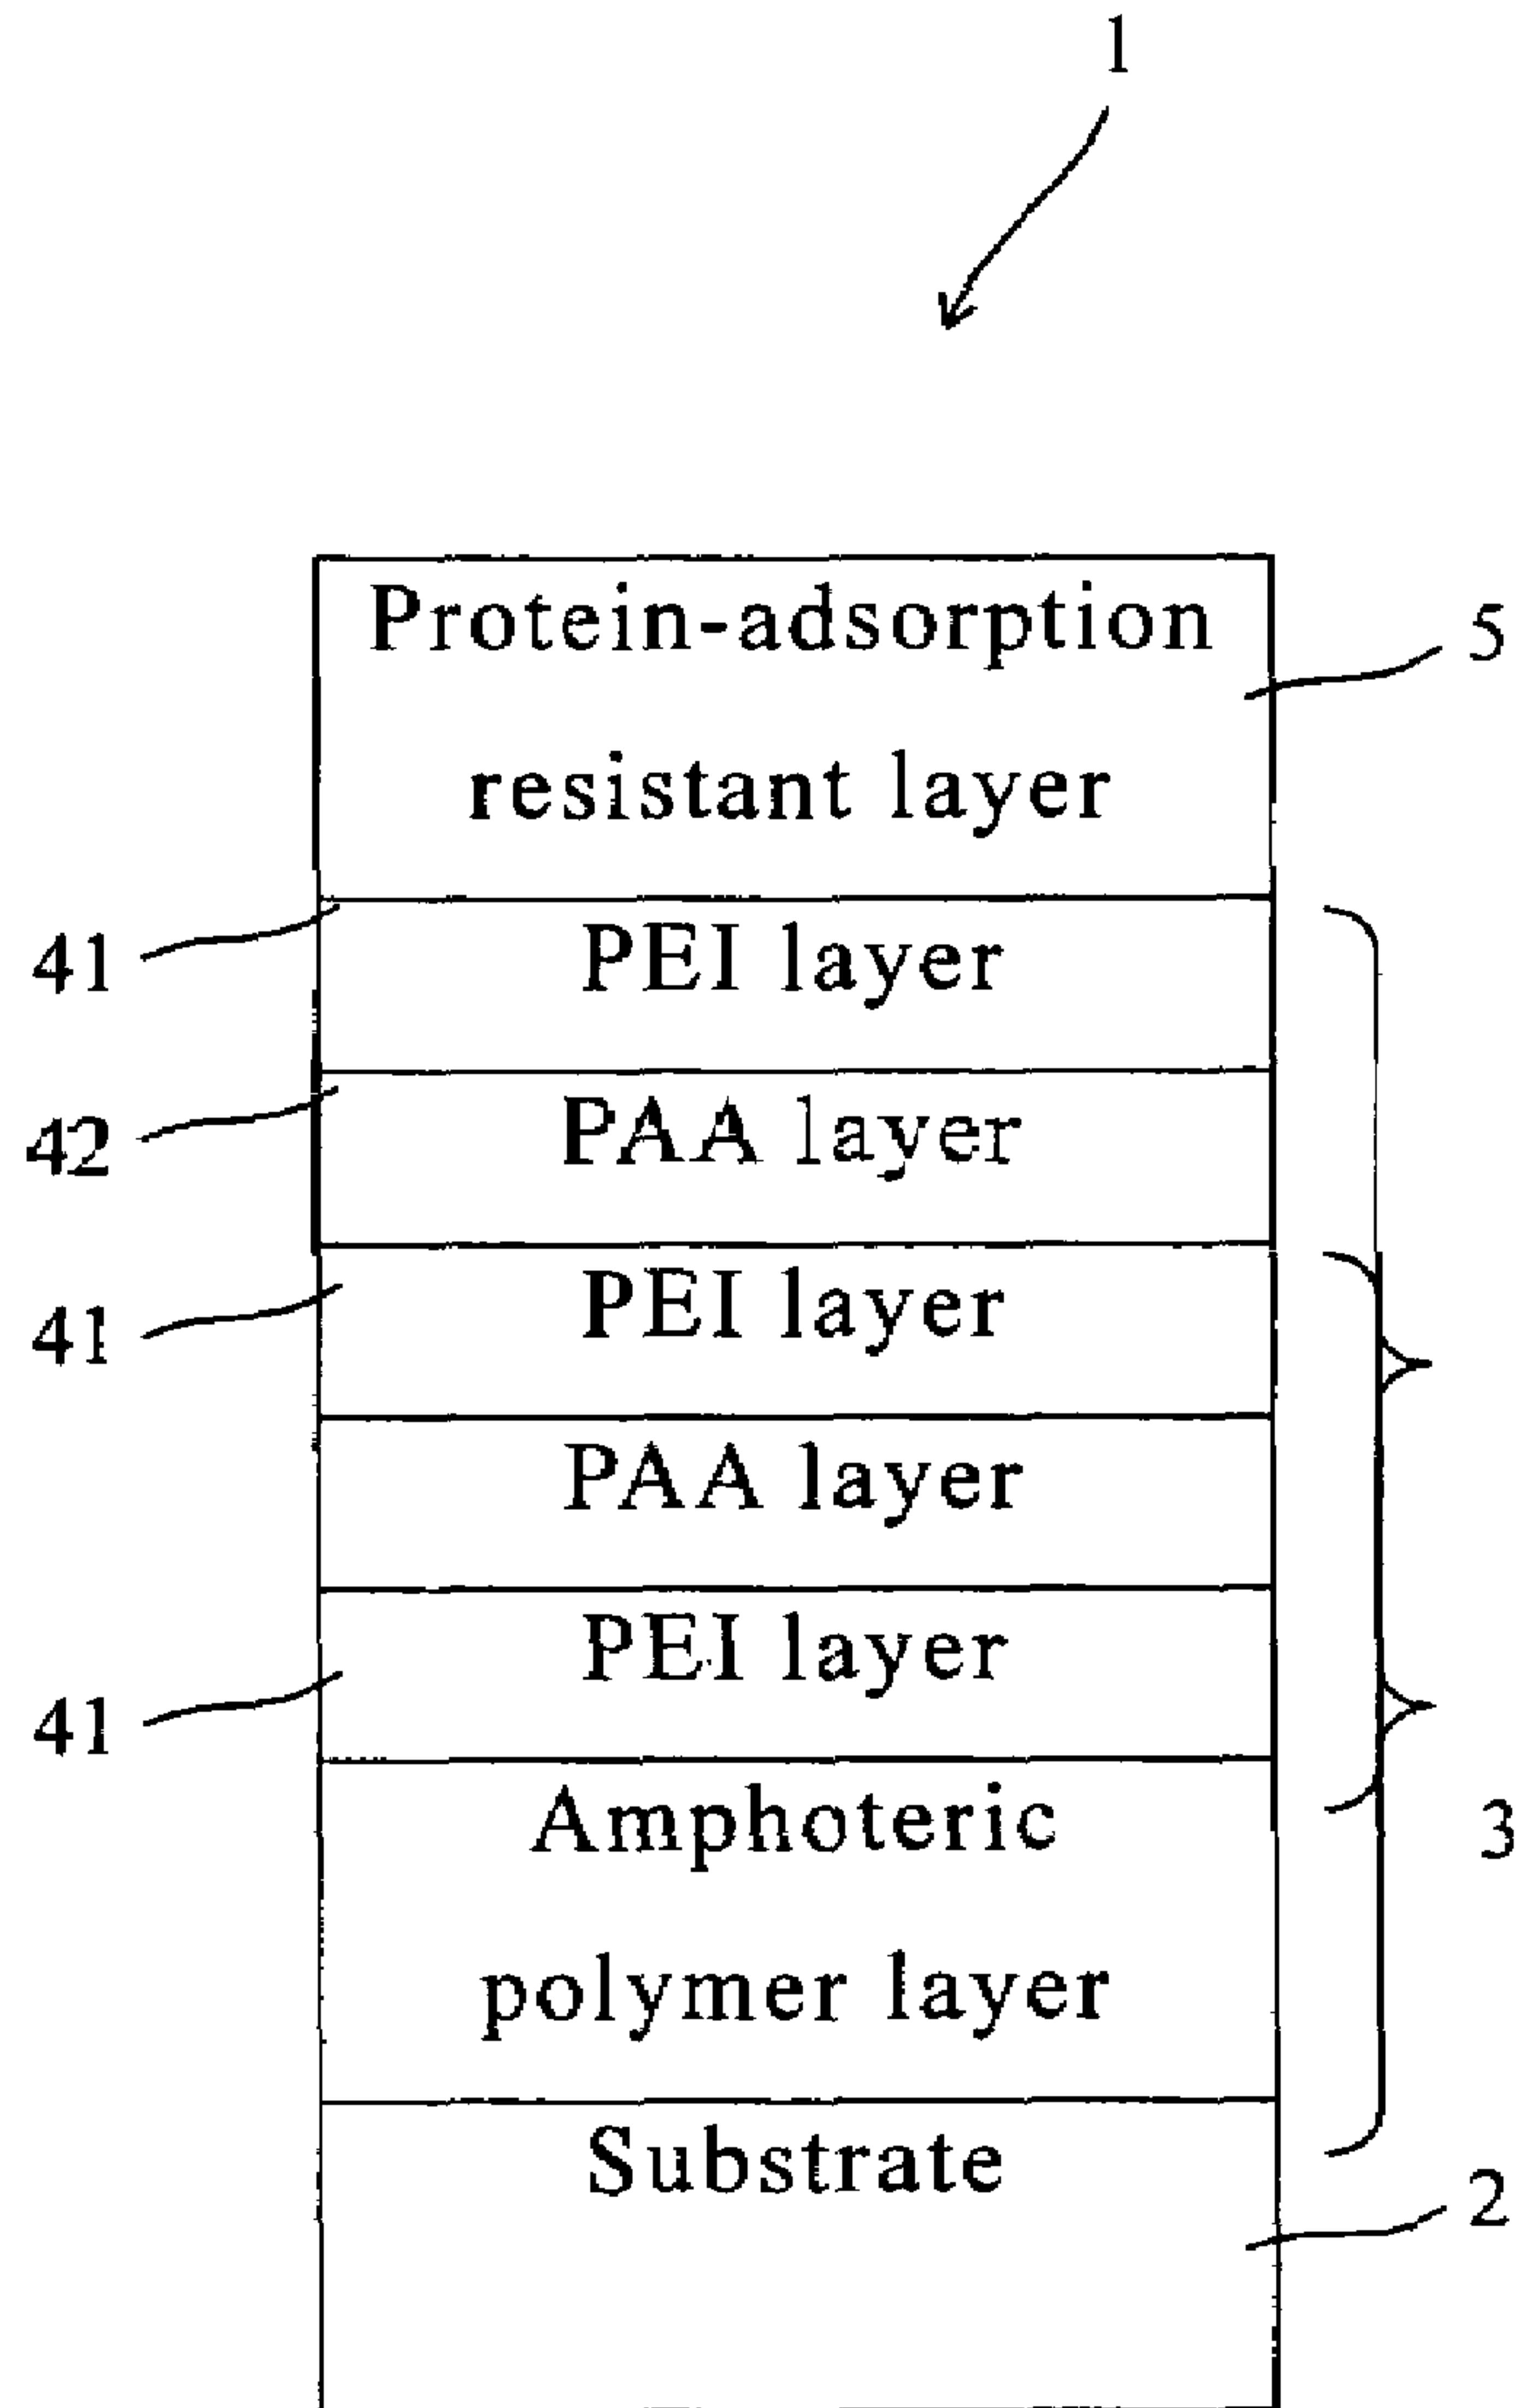 1
Protein-adsorption
5
resistant layer
41
PEI layer
42
PAA layer
41
PEI layer
PAA layer
PEI layer
41
Amphoteric
3
polymer layer
Substrate
2